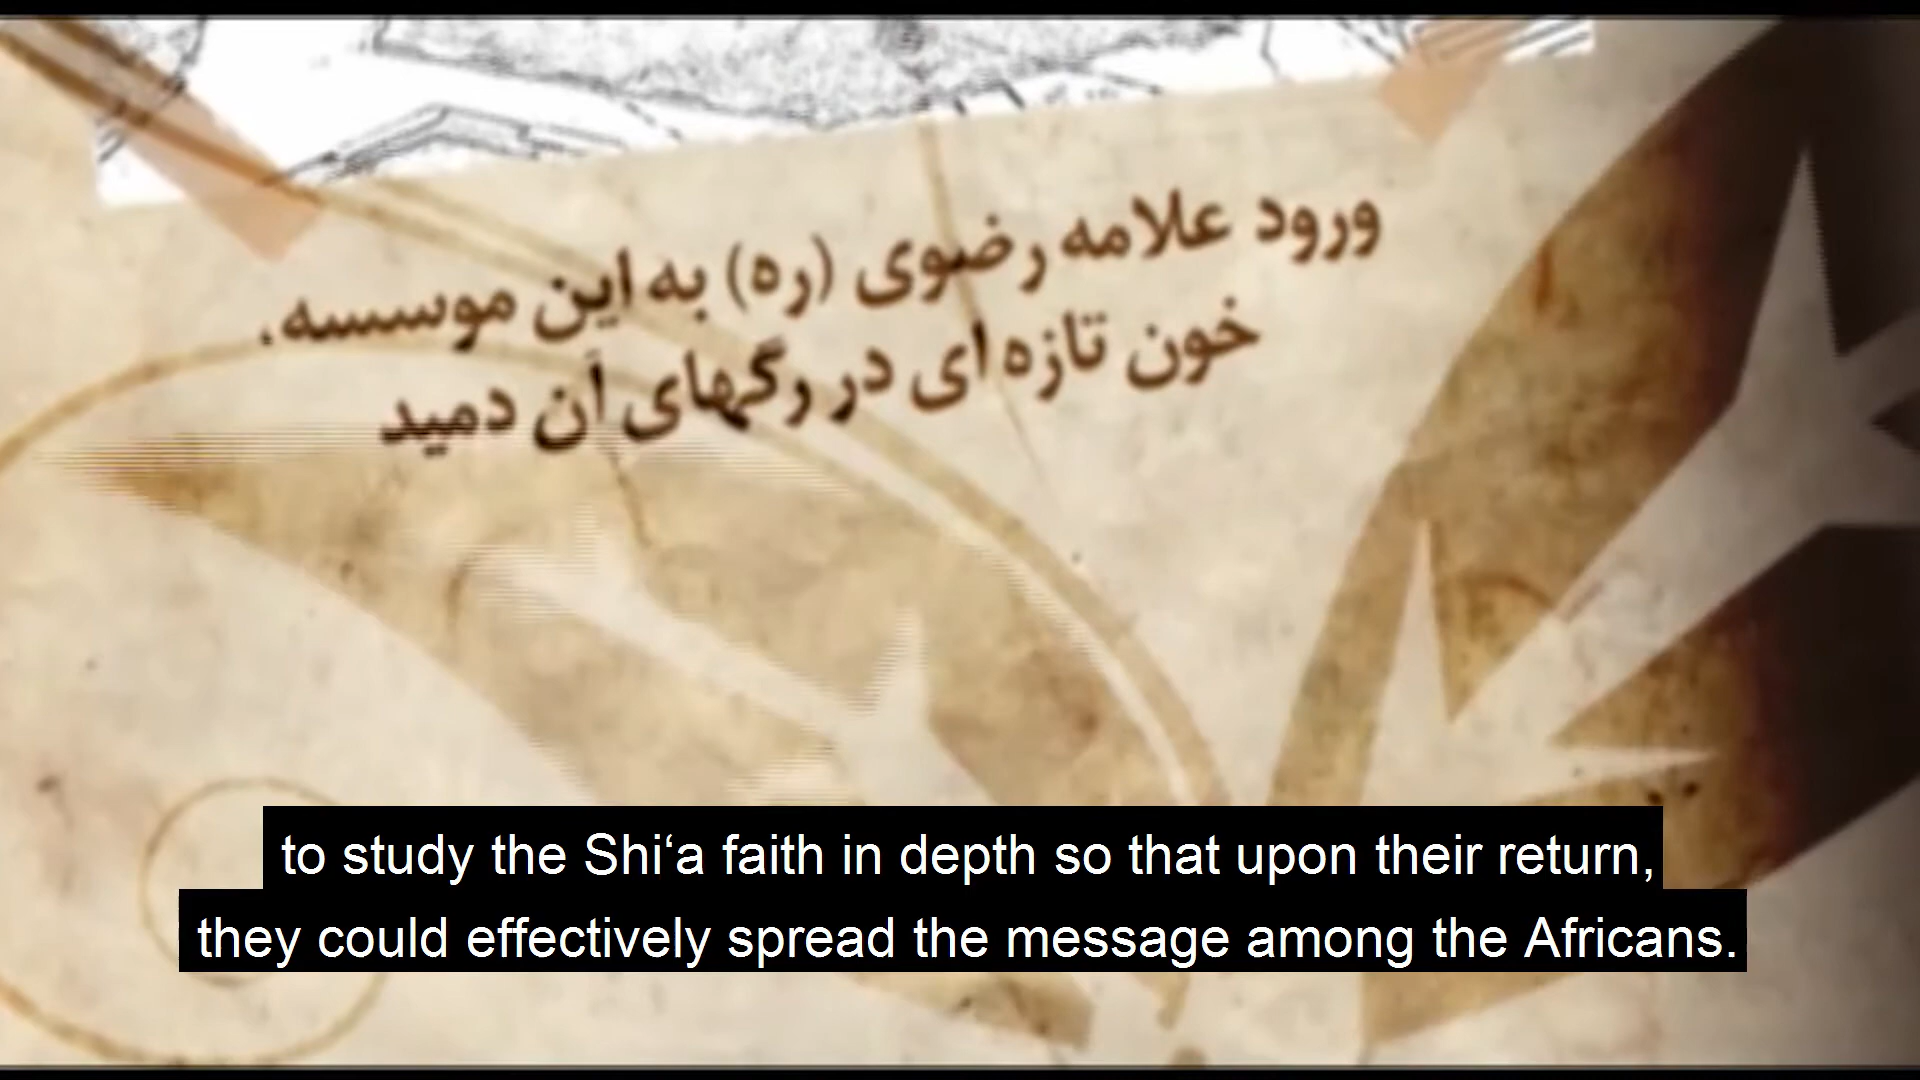 ورود علامه رضوی (ره) به این موسسه،
خون تازه ای در رگهای آن دمید
to study the Shi‘a faith in depth so that upon their return,
they could effectively spread the message among the Africans.